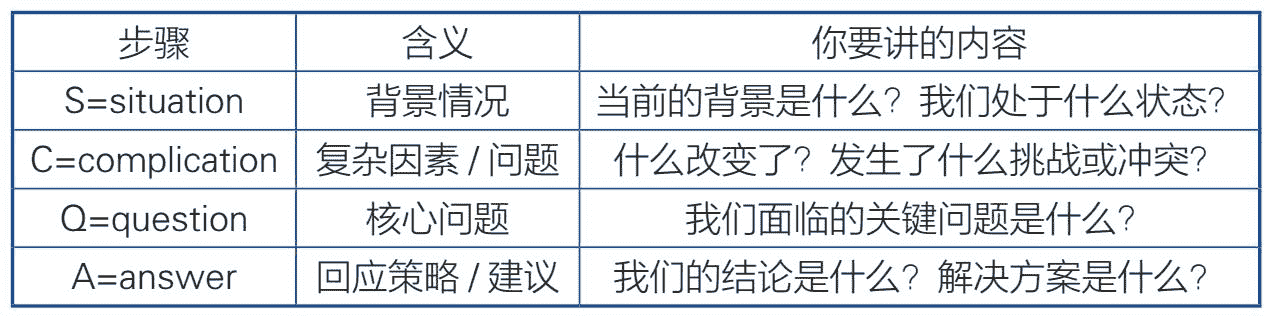 步骤 含义 你要讲的内容
S=situation 背景情况 当前的背景是什么？我们处于什么状态？
C=complication 复杂因素 / 问题 什么改变了？发生了什么挑战或冲突？
Q=question 核心问题 我们面临的关键问题是什么？
A=answer 回应策略 / 建议 我们的结论是什么？解决方案是什么？